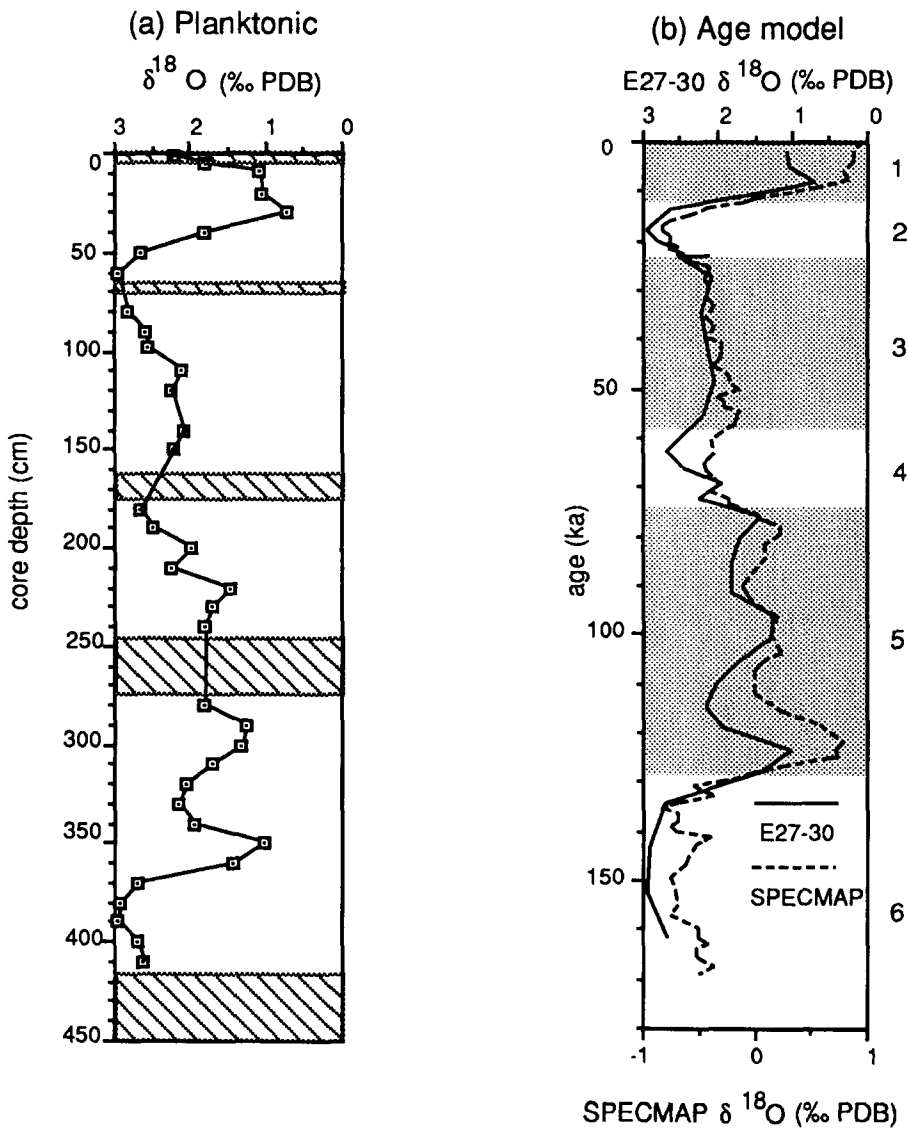 (a) Planktonic
δ18 O (‰ PDB)
3 2 1 0
0
50
100
150
200
250
300
350
400
450
core depth (cm)
(b) Age model
E27-30 δ 18O (‰ PDB)
3 2 1 0
0
50
100
150
age (ka)
1
2
3
4
5
6
E27-30
SPECMAP
-1 0 1
SPECMAP δ 18O (‰ PDB)